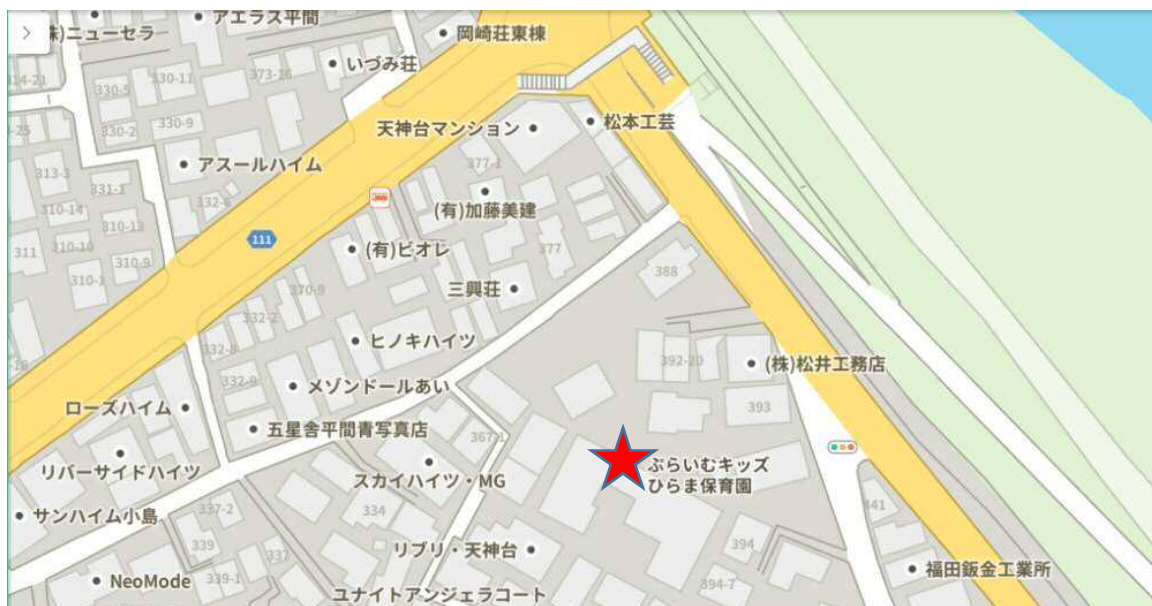 アエラス平間
株)ニューセラ
岡崎荘東棟
いづみ荘
314-21
330-11
373-16
330-5
天神台マンション
松本工芸
330-9
330-2
377-1
アスールハイム
313-3
331-1
332-6
(有)加藤美建
310-14
310-13
111
(有)ビオレ
377
311
310-10
310-9
388
310-1
370-9
三興荘
332-2
ヒノキハイツ
332-8
392-20
(株)松井工務店
332-9
メゾンドールあい
ローズハイム
393
五星舎平間青写真店
367-1
リバーサイドハイツ
ぷらいむキッズ
ひらま保育園
スカイハイツ・MG
サンハイム小島
337-2
334
441
339
337
リブリ・天神台
394
NeoMode
339-1
394-7
福田鈑金工業所
ユナイトアンジェラコート